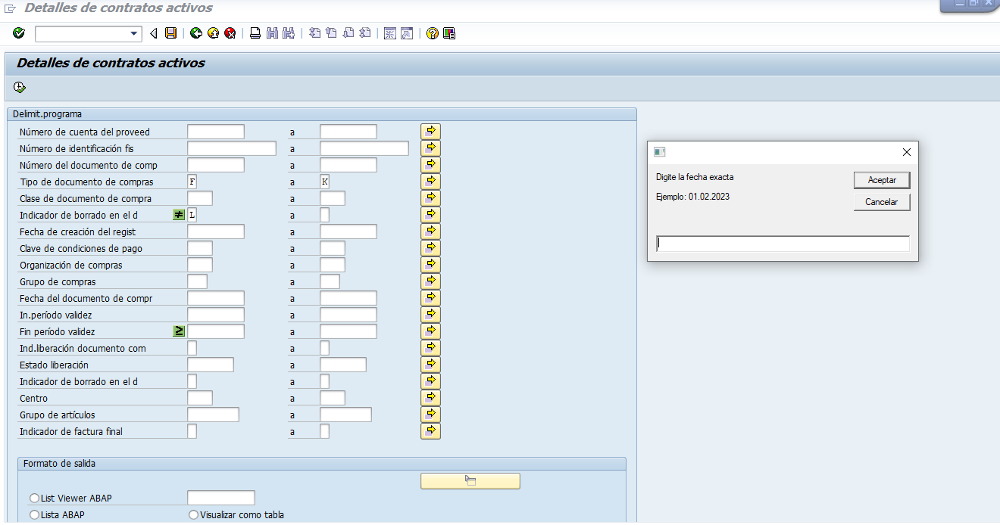 Detalles de contratos activos
Detalles de contratos activos
Delimit.programa
Número de cuenta del proveed a
Número de identificación fis a
Número del documento de comp a
Tipo de documento de compras F a K
Clase de documento de compra a
Indicador de borrado en el d ≠ L a
Fecha de creación del regist a
Clave de condiciones de pago a
Organización de compras a
Grupo de compras a
Fecha del documento de compr a
In.período validez a
Fin período validez ≥ a
Ind.liberación documento com a
Estado liberación a
Indicador de borrado en el d a
Centro a
Grupo de artículos a
Indicador de factura final a
Formato de salida
List Viewer ABAP
Lista ABAP Visualizar como tabla
Digite la fecha exacta
Ejemplo: 01.02.2023
Aceptar
Cancelar